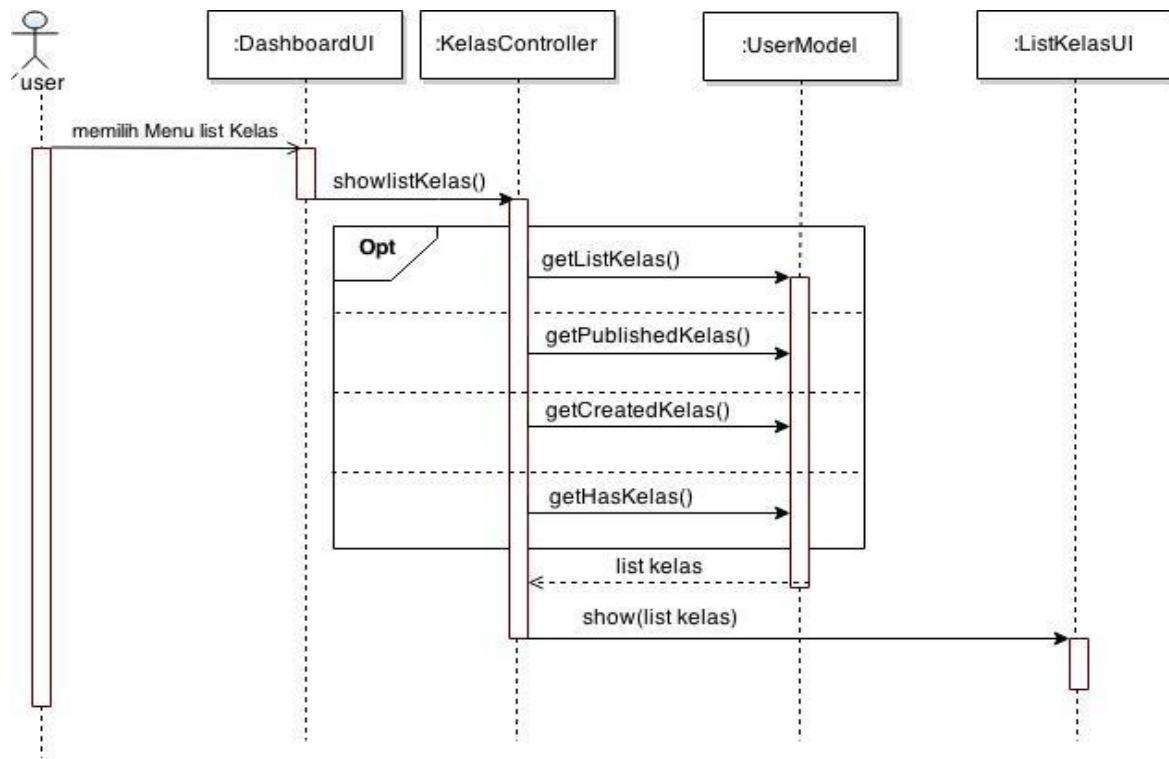 :DashboardUI
:KelasController
:UserModel
:ListKelasUI
user
memilih Menu list Kelas
showlistKelas()
Opt
getListKelas()
getPublishedKelas()
getCreatedKelas()
getHasKelas()
list kelas
show(list kelas)